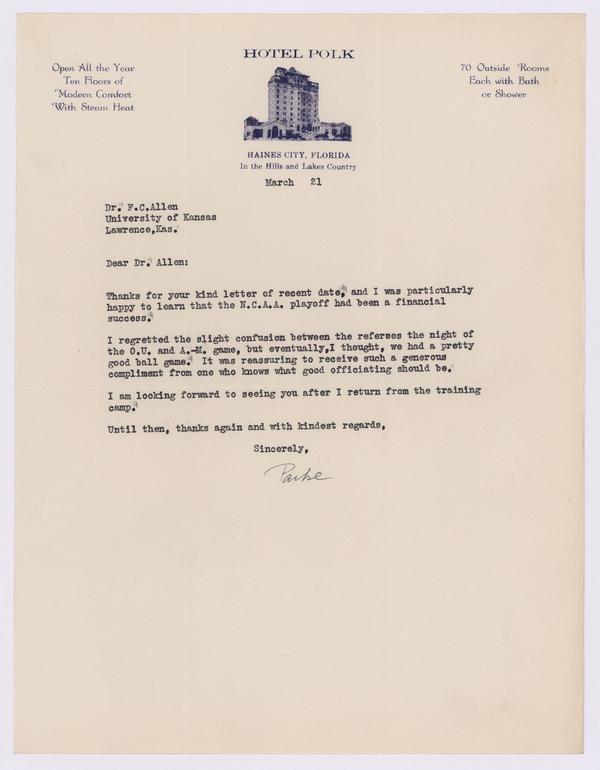 HOTEL POLK
Open All the Year
Ten Floors of
Modern Comfort
With Steam Heat
70 Outside Rooms
Each with Bath
or Shower
HAINES CITY, FLORIDA
In the Hills and Lakes Country
March 21
Dr. F.C.Allen
University of Kansas
Lawrence,Kas.
Dear Dr. Allen:
Thanks for your kind letter of recent date, and I was particularly
happy to learn that the N.C.A.A. playoff had been a financial
success.
I regretted the slight confusion between the referees the night of
the O.U. and A.-M. game, but eventually,I thought, we had a pretty
good ball game. It was reassuring to receive such a generous
compliment from one who knows what good officiating should be.
I am looking forward to seeing you after I return from the training
camp.
Until then, thanks again and with kindest regards,
Sincerely,
Parke